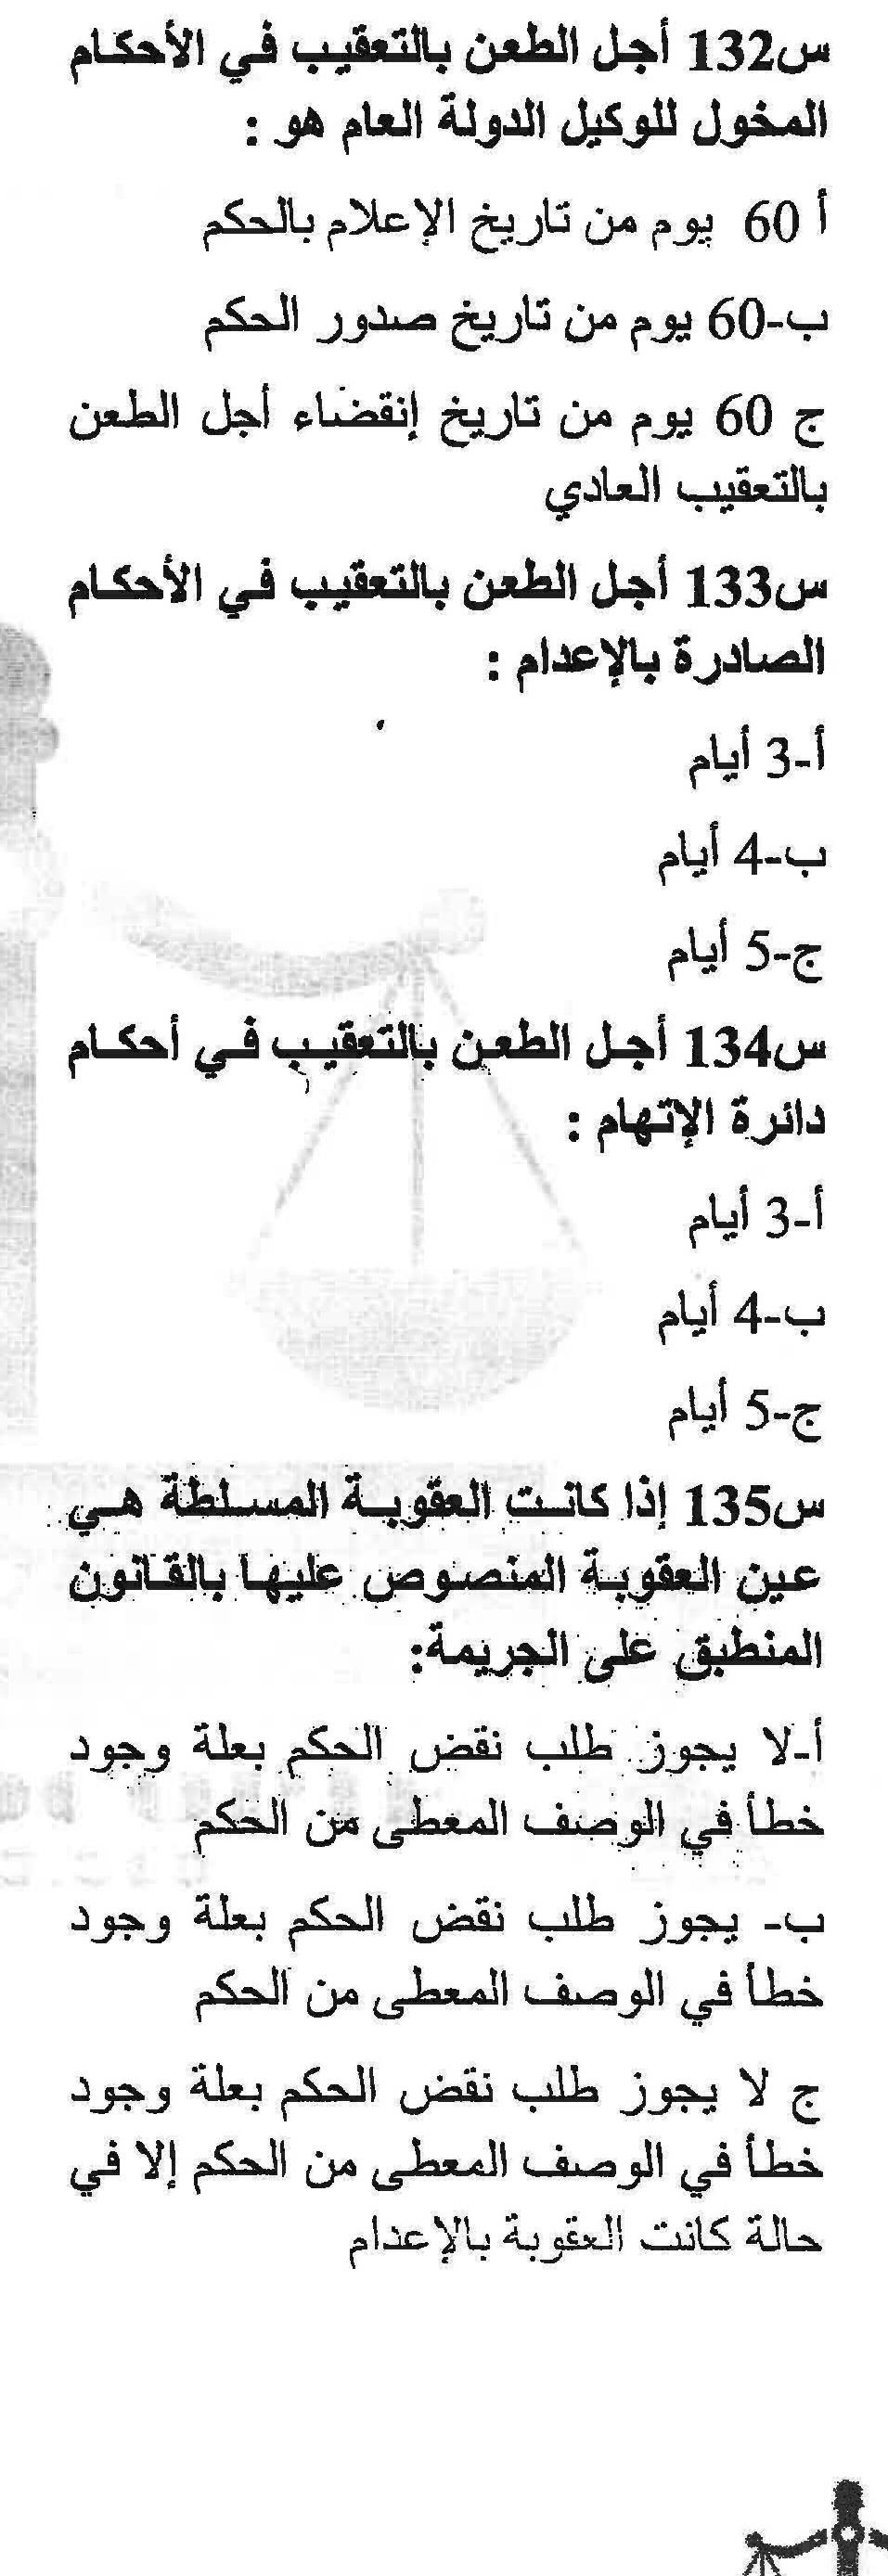 س132 أجل الطعن بالتعقيب في الأحكام
المخول للوكيل الدولة العام هو :
أ 60 يوم من تاريخ الإعلام بالحكم
ب-60 يوم من تاريخ صدور الحكم
ج 60 يوم من تاريخ إنقضاء أجل الطعن
بالتعقيب العادي
س133 أجل الطعن بالتعقيب في الأحكام
الصادرة بالإعدام :
أ-3 أيام
ب-4 أيام
ج-5 أيام
س134 أجل الطعن بالتعقيب في أحكام
دائرة الإتهام :
أ-3 أيام
ب-4 أيام
ج-5 أيام
س135 إذا كانت العقوبة المسلطة هي
عين العقوبة المنصوص عليها بالقانون
المنطبق على الجريمة:
أ-لا يجوز طلب نقض الحكم بعلة وجود
خطأ في الوصف المعطى من الحكم
ب- يجوز طلب نقض الحكم بعلة وجود
خطأ في الوصف المعطى من الحكم
ج لا يجوز طلب نقض الحكم بعلة وجود
خطأ في الوصف المعطى من الحكم إلا في
حالة كانت العقوبة بالإعدام